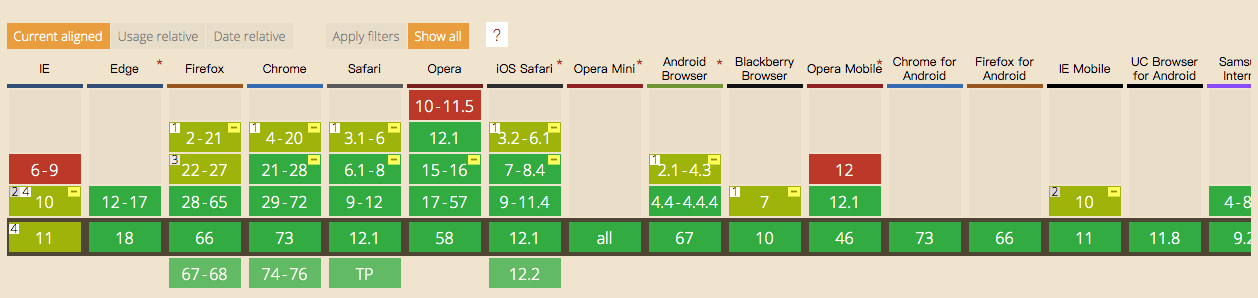 Current aligned Usage relative Date relative Apply filters Show all ?
IE Edge * Firefox Chrome Safari Opera iOS Safari * Opera Mini * Android Browser * Blackberry Browser Opera Mobile * Chrome for Android Firefox for Android IE Mobile UC Browser for Android
10-11.5
1 2-21 1 4-20 1 3.1-6 12.1 1 3.2-6.1
6-9 3 22-27 21-28 6.1-8 15-16 7-8.4 1 2.1-4.3 12
2 4 10 12-17 28-65 29-72 9-12 17-57 9-11.4 4.4-4.4.4 1 7 12.1 2 10
4 11 18 66 73 12.1 58 12.1 all 67 10 46 73 66 11 11.8
67-68 74-76 TP 12.2